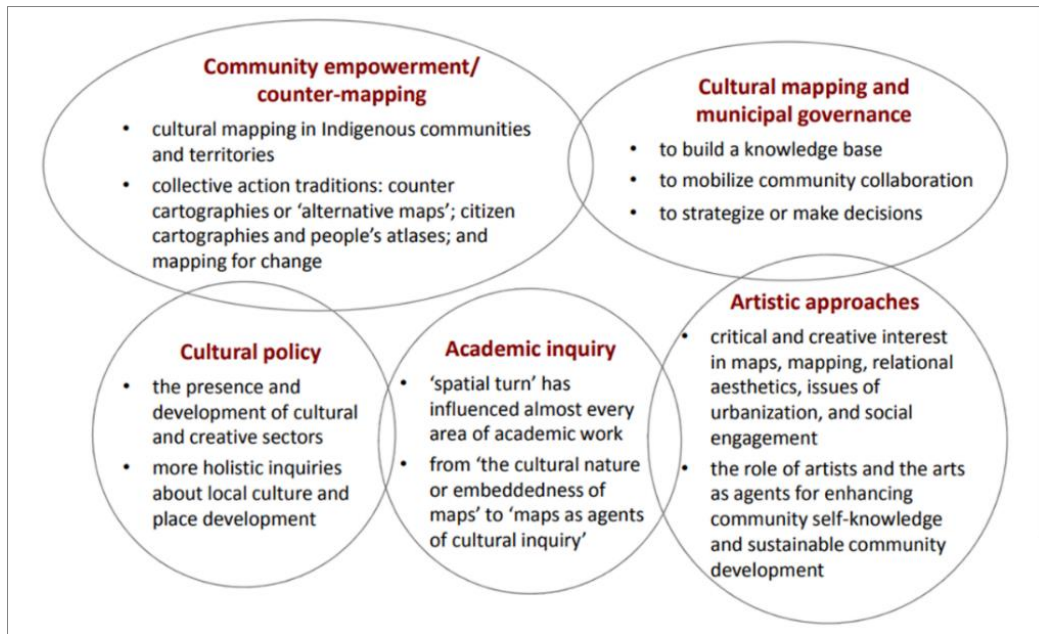 Community empowerment/
counter-mapping
• cultural mapping in Indigenous communities
and territories
• collective action traditions: counter
cartographies or ‘alternative maps’; citizen
cartographies and people’s atlases; and
mapping for change
Cultural mapping and
municipal governance
• to build a knowledge base
• to mobilize community collaboration
• to strategize or make decisions
Cultural policy
• the presence and
development of cultural
and creative sectors
• more holistic inquiries
about local culture and
place development
Academic inquiry
• ‘spatial turn’ has
influenced almost every
area of academic work
• from ‘the cultural nature
or embeddedness of
maps’ to ‘maps as agents
of cultural inquiry’
Artistic approaches
• critical and creative interest
in maps, mapping, relational
aesthetics, issues of
urbanization, and social
engagement
• the role of artists and the arts
as agents for enhancing
community self-knowledge
and sustainable community
development